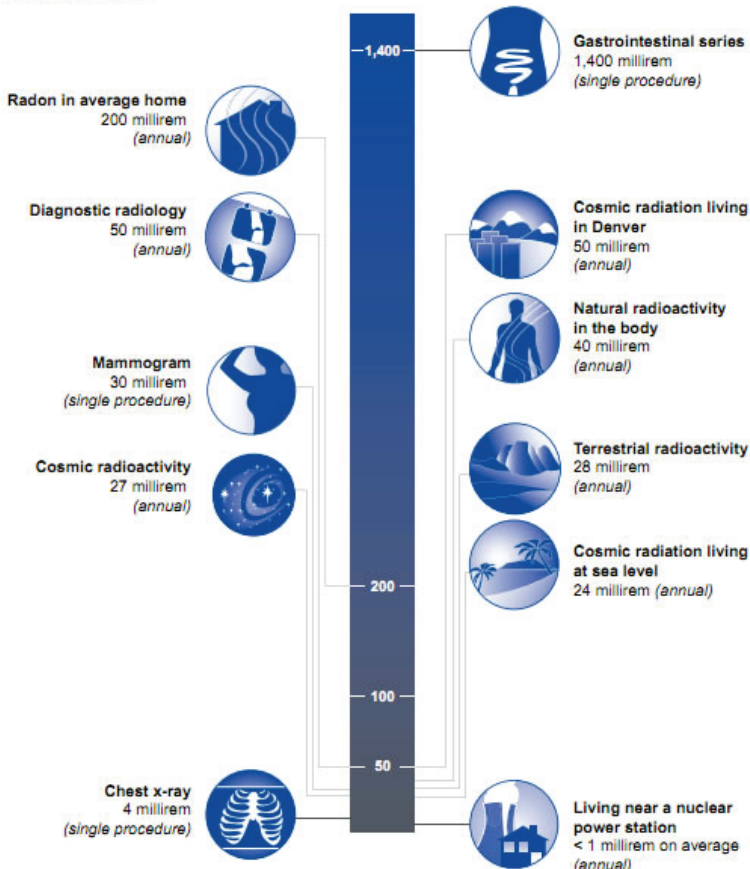 1,400
Gastrointestinal series
1,400 millirem
(single procedure)
Radon in average home
200 millirem
(annual)
Diagnostic radiology
50 millirem
(annual)
Cosmic radiation living
in Denver
50 millirem
(annual)
Natural radioactivity
in the body
40 millirem
(annual)
Mammogram
30 millirem
(single procedure)
Terrestrial radioactivity
28 millirem
(annual)
Cosmic radioactivity
27 millirem
(annual)
Cosmic radiation living
at sea level
24 millirem (annual)
200
100
50
Chest x-ray
4 millirem
(single procedure)
Living near a nuclear
power station
< 1 millirem on average
(annual)